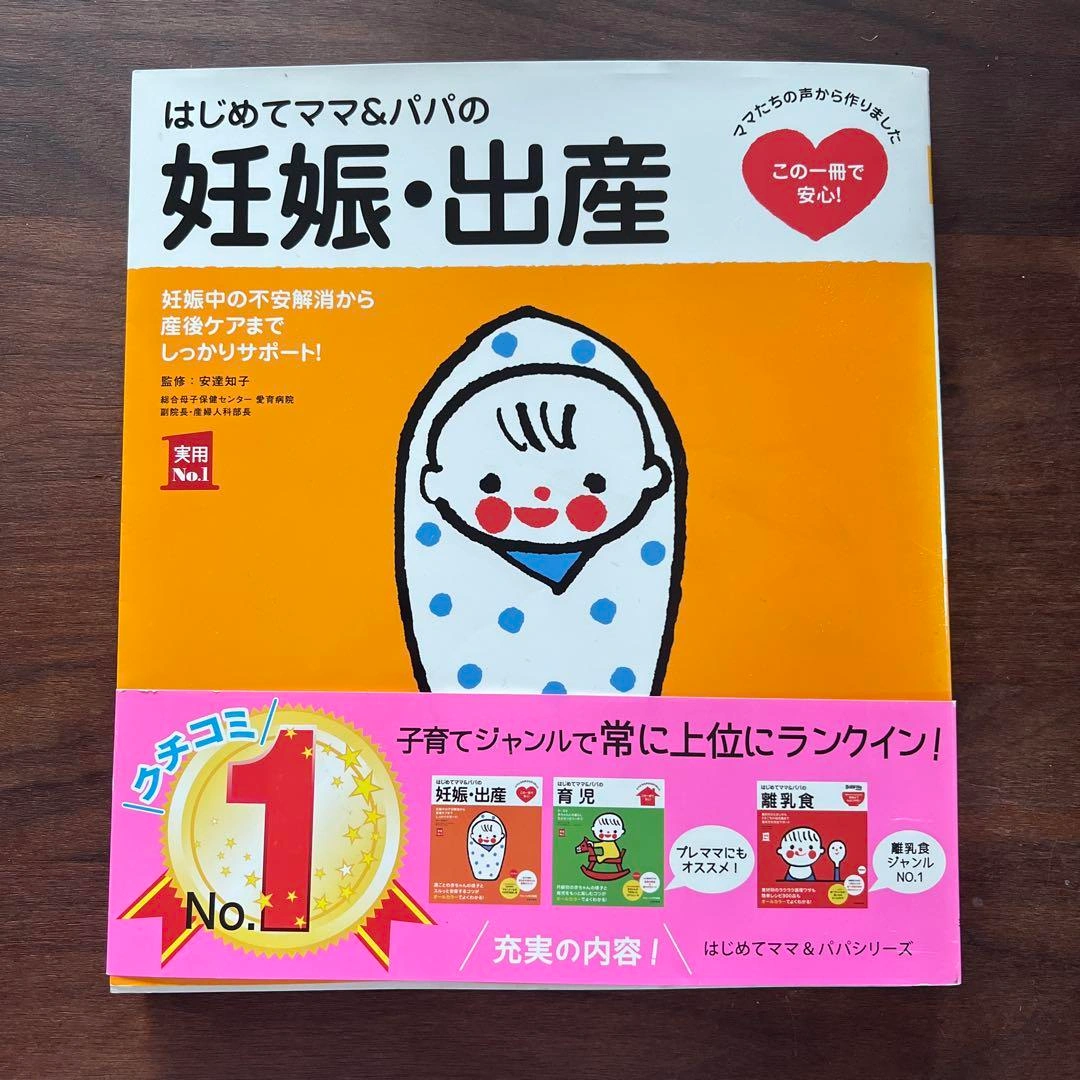 はじめてママ&パパの
妊娠・出産
ママたちの声から作りました
この一冊で
安心!
妊娠中の不安解消から
産後ケアまで
しっかりサポート!
監修：安達知子
総合母子保健センター 愛育病院
副院長・産婦人科部長
実用
No.1
クチコミ
No.1
子育てジャンルで常に上位にランクイン!
はじめてママ&パパの
妊娠・出産
はじめてママ&パパの
育児
プレママにも
オススメ!
はじめてママ&パパの
離乳食
離乳食
ジャンル
NO.1
充実の内容!
はじめてママ&パパシリーズ